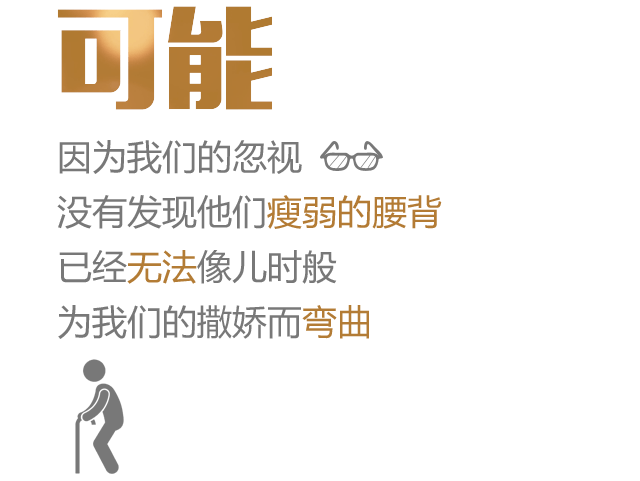 可能
因为我们的忽视
没有发现他们瘦弱的腰背
已经无法像儿时般
为我们的撒娇而弯曲